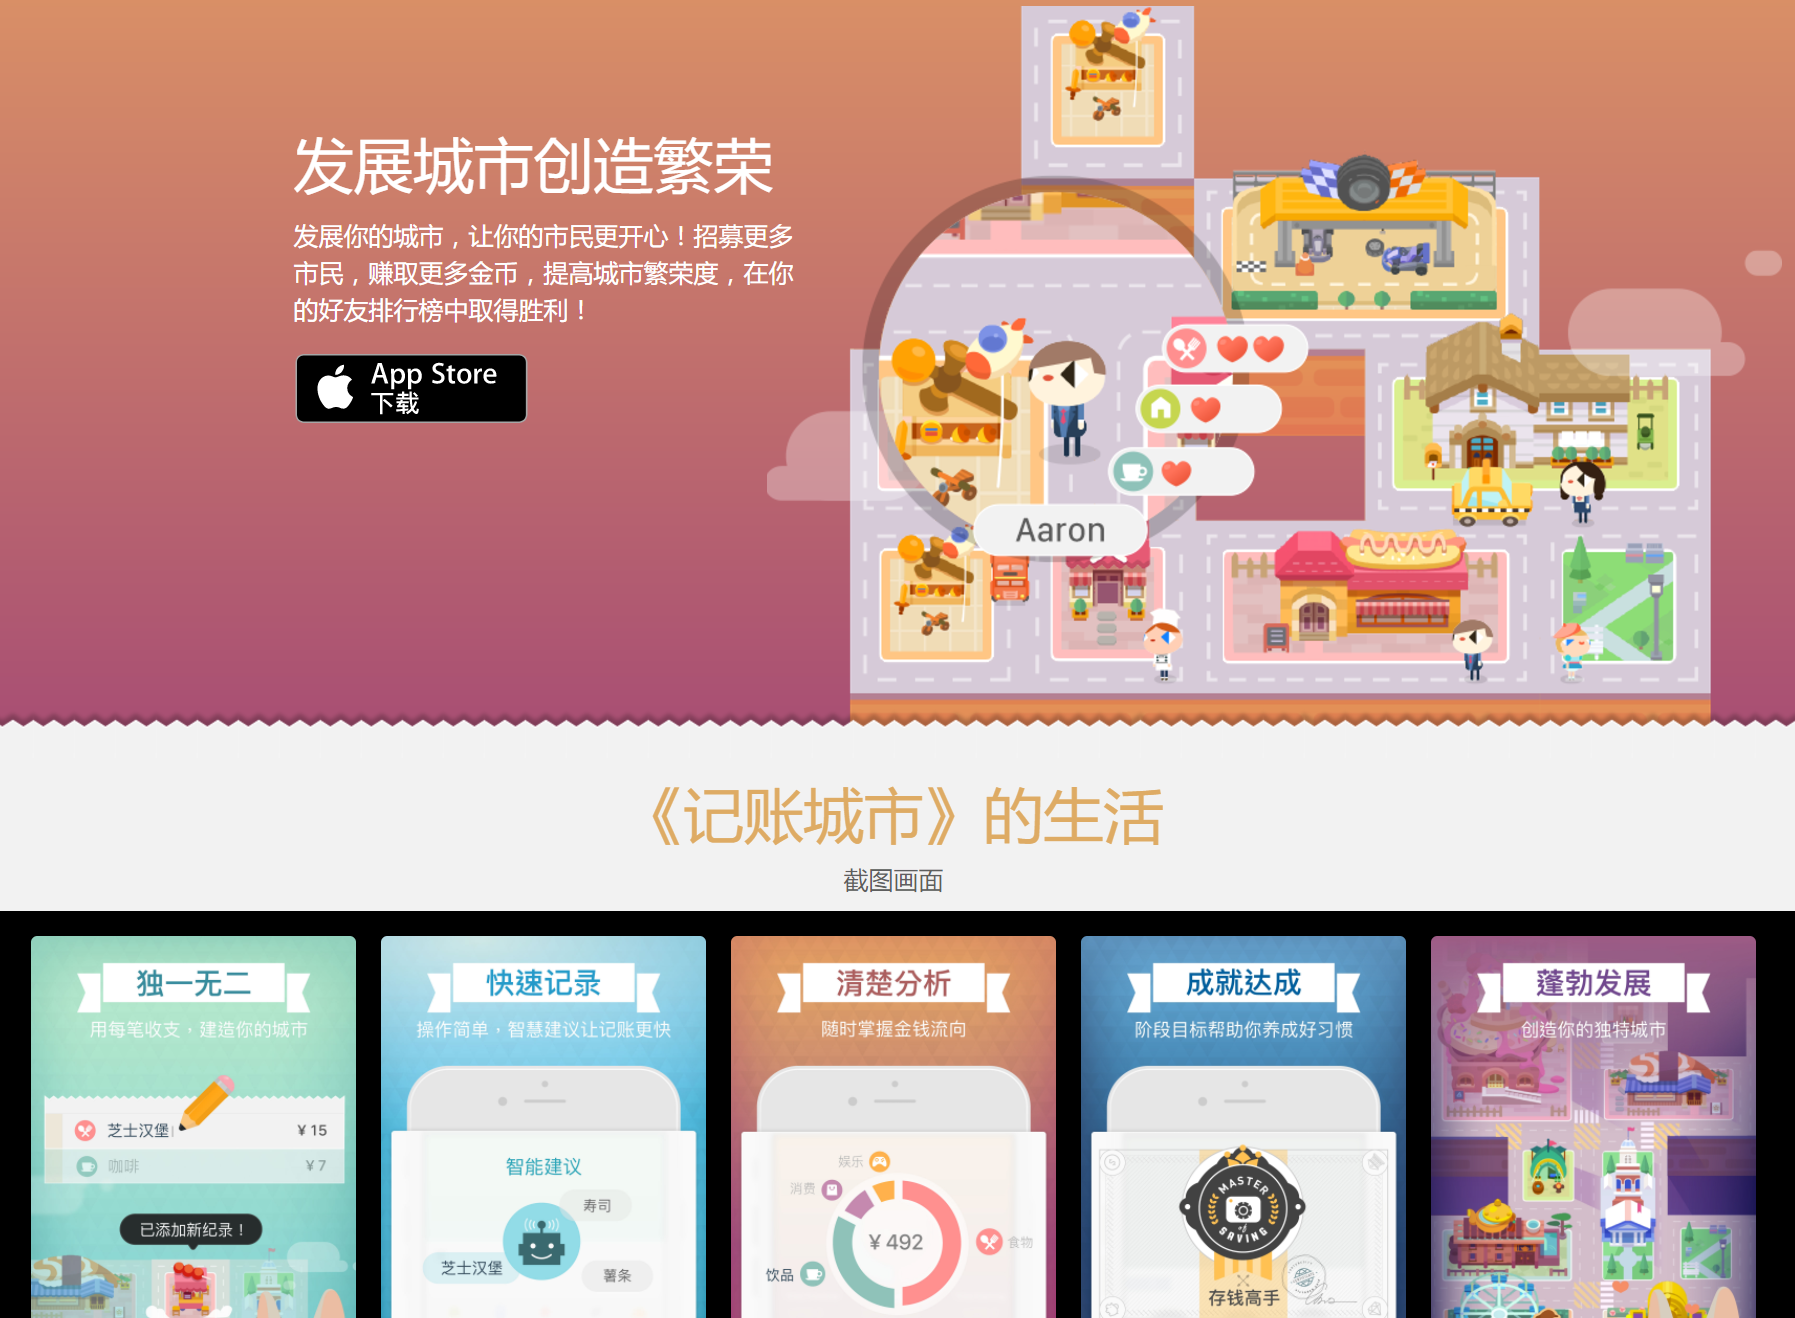 发展城市创造繁荣
发展你的城市，让你的市民更开心！招募更多
市民，赚取更多金币，提高城市繁荣度，在你
的好友排行榜中取得胜利！
App Store
下载
Aaron
《记账城市》的生活
截图画面
独一无二
用每笔收支，建造你的城市
芝士汉堡
¥ 15
咖啡
¥ 7
已添加新纪录！
快速记录
操作简单，智慧建议让记账更快
智能建议
寿司
芝士汉堡
薯条
清楚分析
随时掌握金钱流向
娱乐
消费
¥ 492
食物
饮品
成就达成
阶段目标帮助你养成好习惯
MASTER
of
SAVING
存钱高手
蓬勃发展
创造你的独特城市